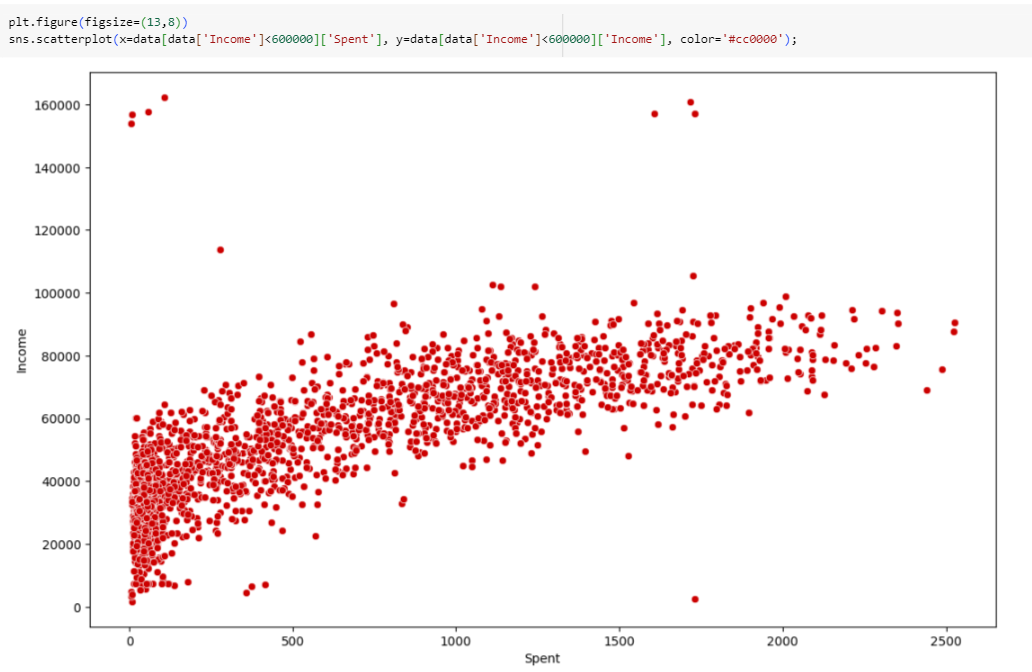 plt.figure(figsize=(13,8))
sns.scatterplot(x=data[data['Income']<600000]['Spent'], y=data[data['Income']<600000]['Income'], color='#cc0000');
160000
140000
120000
100000
80000
60000
40000
20000
0
Income
0 500 1000 1500 2000 2500
Spent